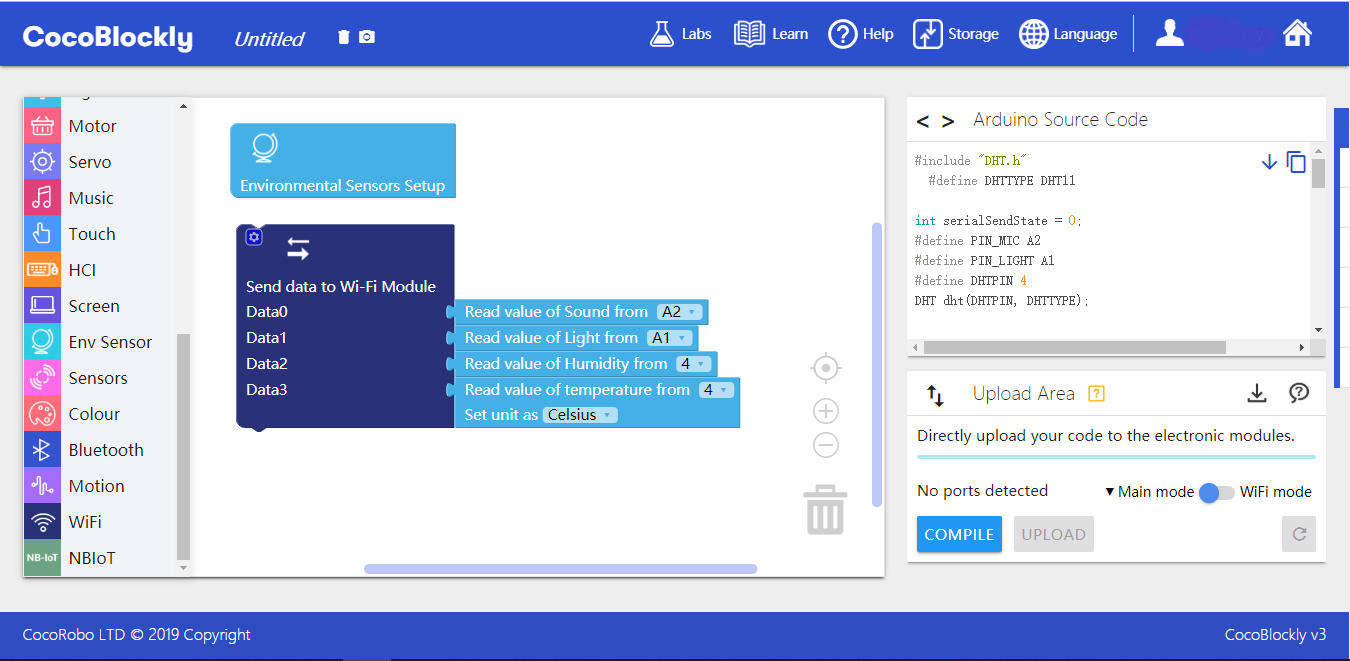 CocoBlockly Untitled Labs Learn Help Storage Language
Motor
Servo
Music
Touch
HCI
Screen
Env Sensor
Sensors
Colour
Bluetooth
Motion
WiFi
NB-IoT NBIoT
Environmental Sensors Setup
Send data to Wi-Fi Module
Data0 Read value of Sound from A2
Data1 Read value of Light from A1
Data2 Read value of Humidity from 4
Data3 Read value of temperature from 4
Set unit as Celsius
< > Arduino Source Code
#include "DHT.h"
#define DHTTYPE DHT11
int serialSendState = 0;
#define PIN_MIC A2
#define PIN_LIGHT A1
#define DHTPIN 4
DHT dht(DHTPIN, DHTTYPE);
Upload Area ?
Directly upload your code to the electronic modules.
No ports detected ▼ Main mode WiFi mode
COMPILE UPLOAD
CocoRobo LTD © 2019 Copyright CocoBlockly v3